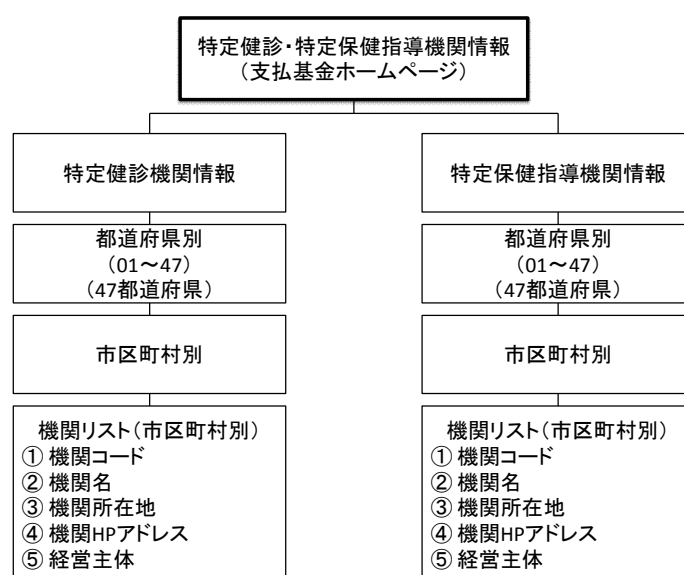 特定健診・特定保健指導機関情報
（支払基金ホームページ）
特定健診機関情報
都道府県別
（01～47）
（47都道府県）
市区町村別
機関リスト（市区町村別）
① 機関コード
② 機関名
③ 機関所在地
④ 機関HPアドレス
⑤ 経営主体
特定保健指導機関情報
都道府県別
（01～47）
（47都道府県）
市区町村別
機関リスト（市区町村別）
① 機関コード
② 機関名
③ 機関所在地
④ 機関HPアドレス
⑤ 経営主体